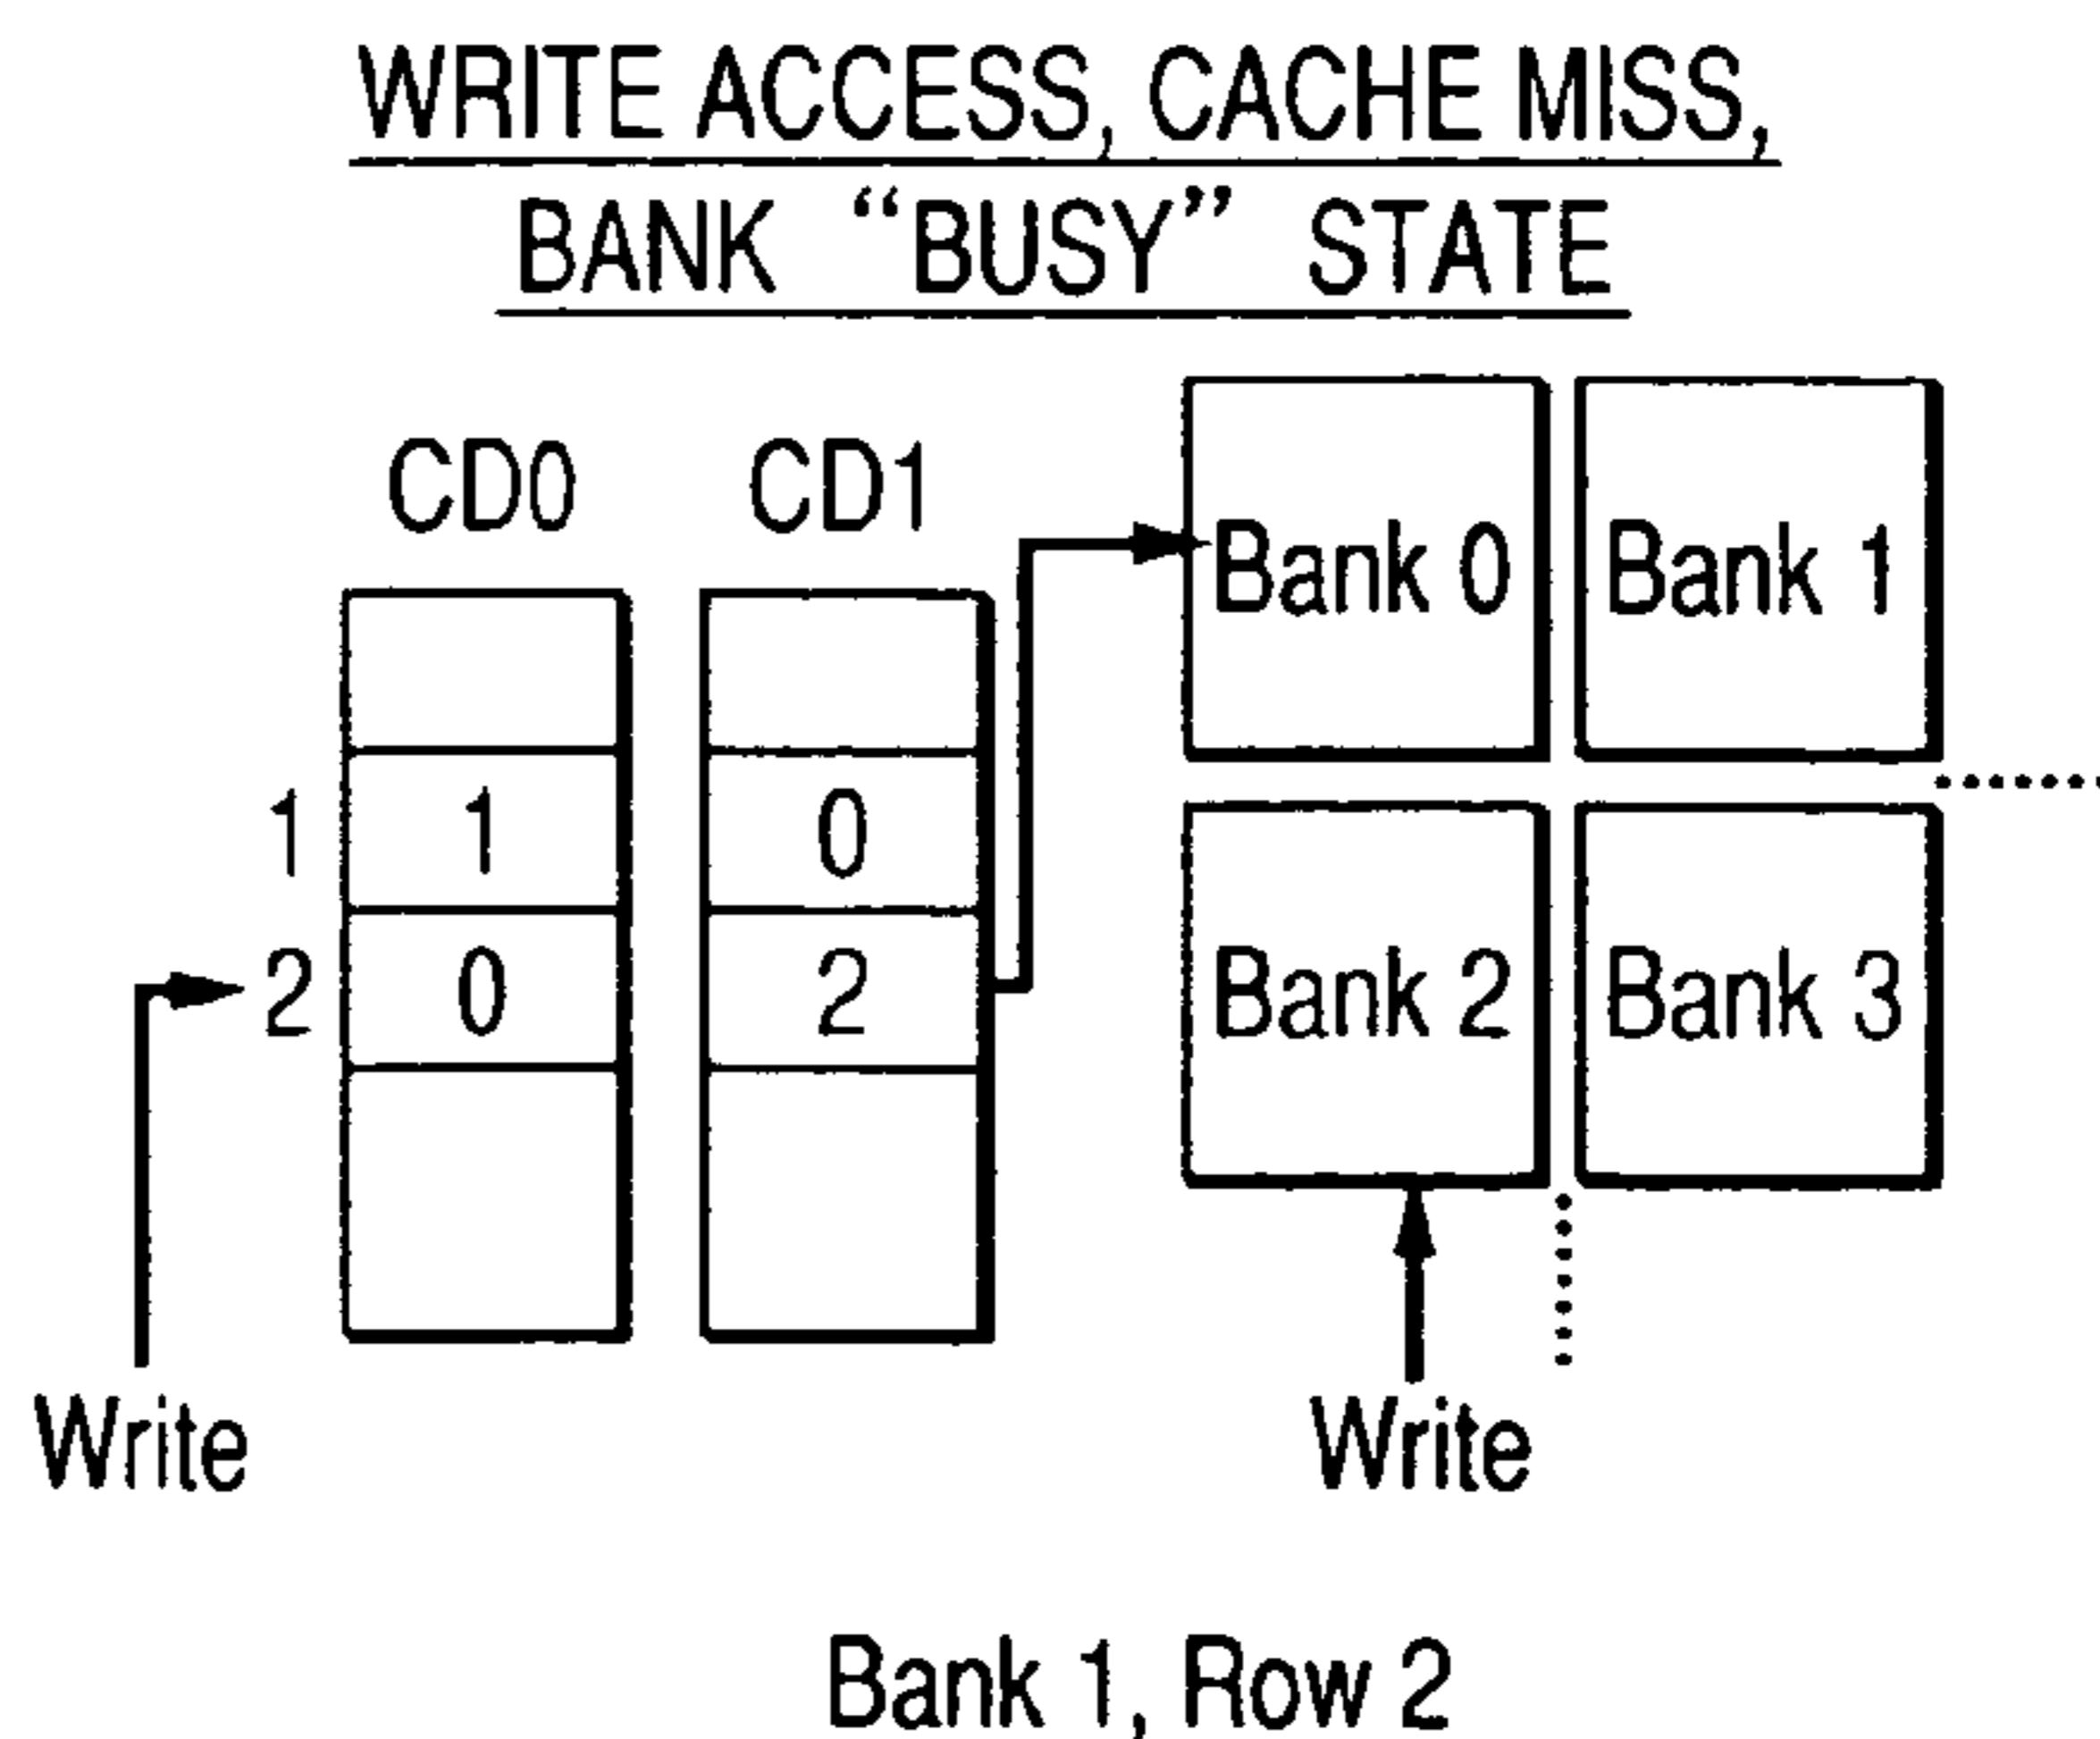 WRITE ACCESS, CACHE MISS,
BANK “BUSY” STATE
CD0 CD1
Bank 0 Bank 1
1 1 0
2 0 2
Bank 2 Bank 3
Write Write
Bank 1, Row 2